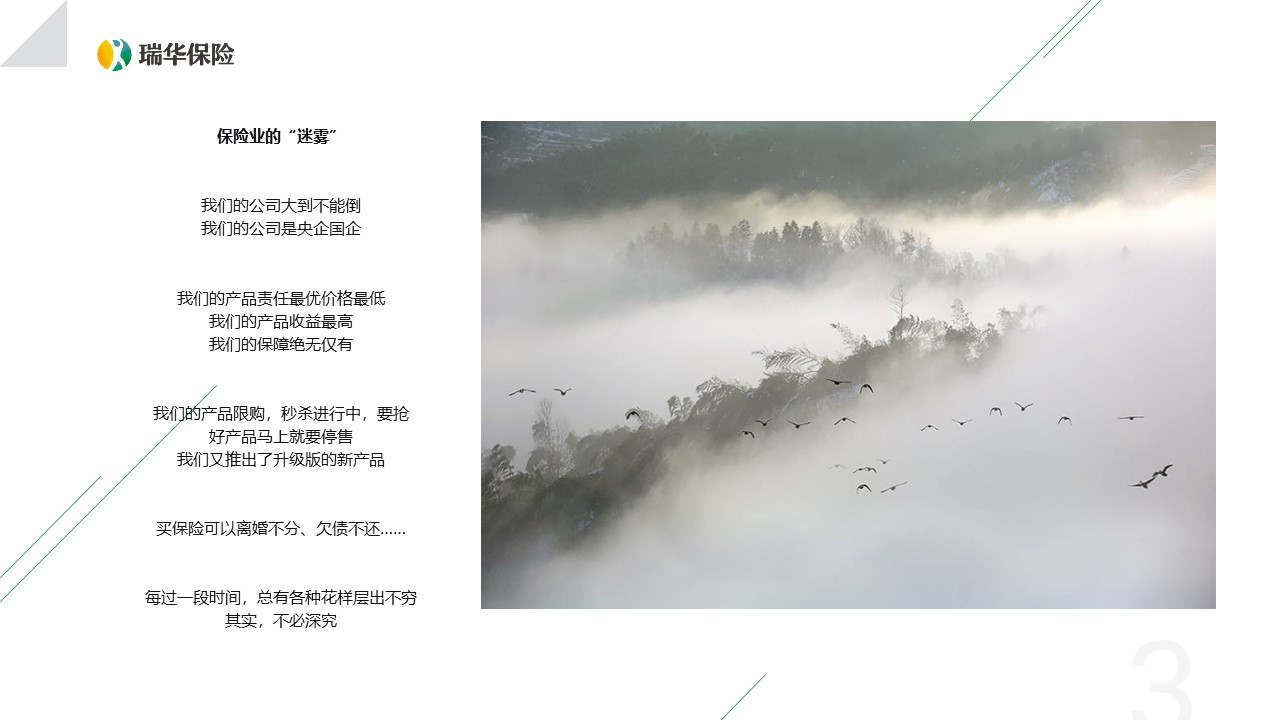 瑞华保险
保险业的“迷雾”
我们的公司大到不能倒
我们的公司是央企国企
我们的产品责任最优价格最低
我们的产品收益最高
我们的保障绝无仅有
我们的产品限购，秒杀进行中，要抢
好产品马上就要停售
我们又推出了升级版的新产品
买保险可以离婚不分、欠债不还......
每过一段时间，总有各种花样层出不穷
其实，不必深究
3